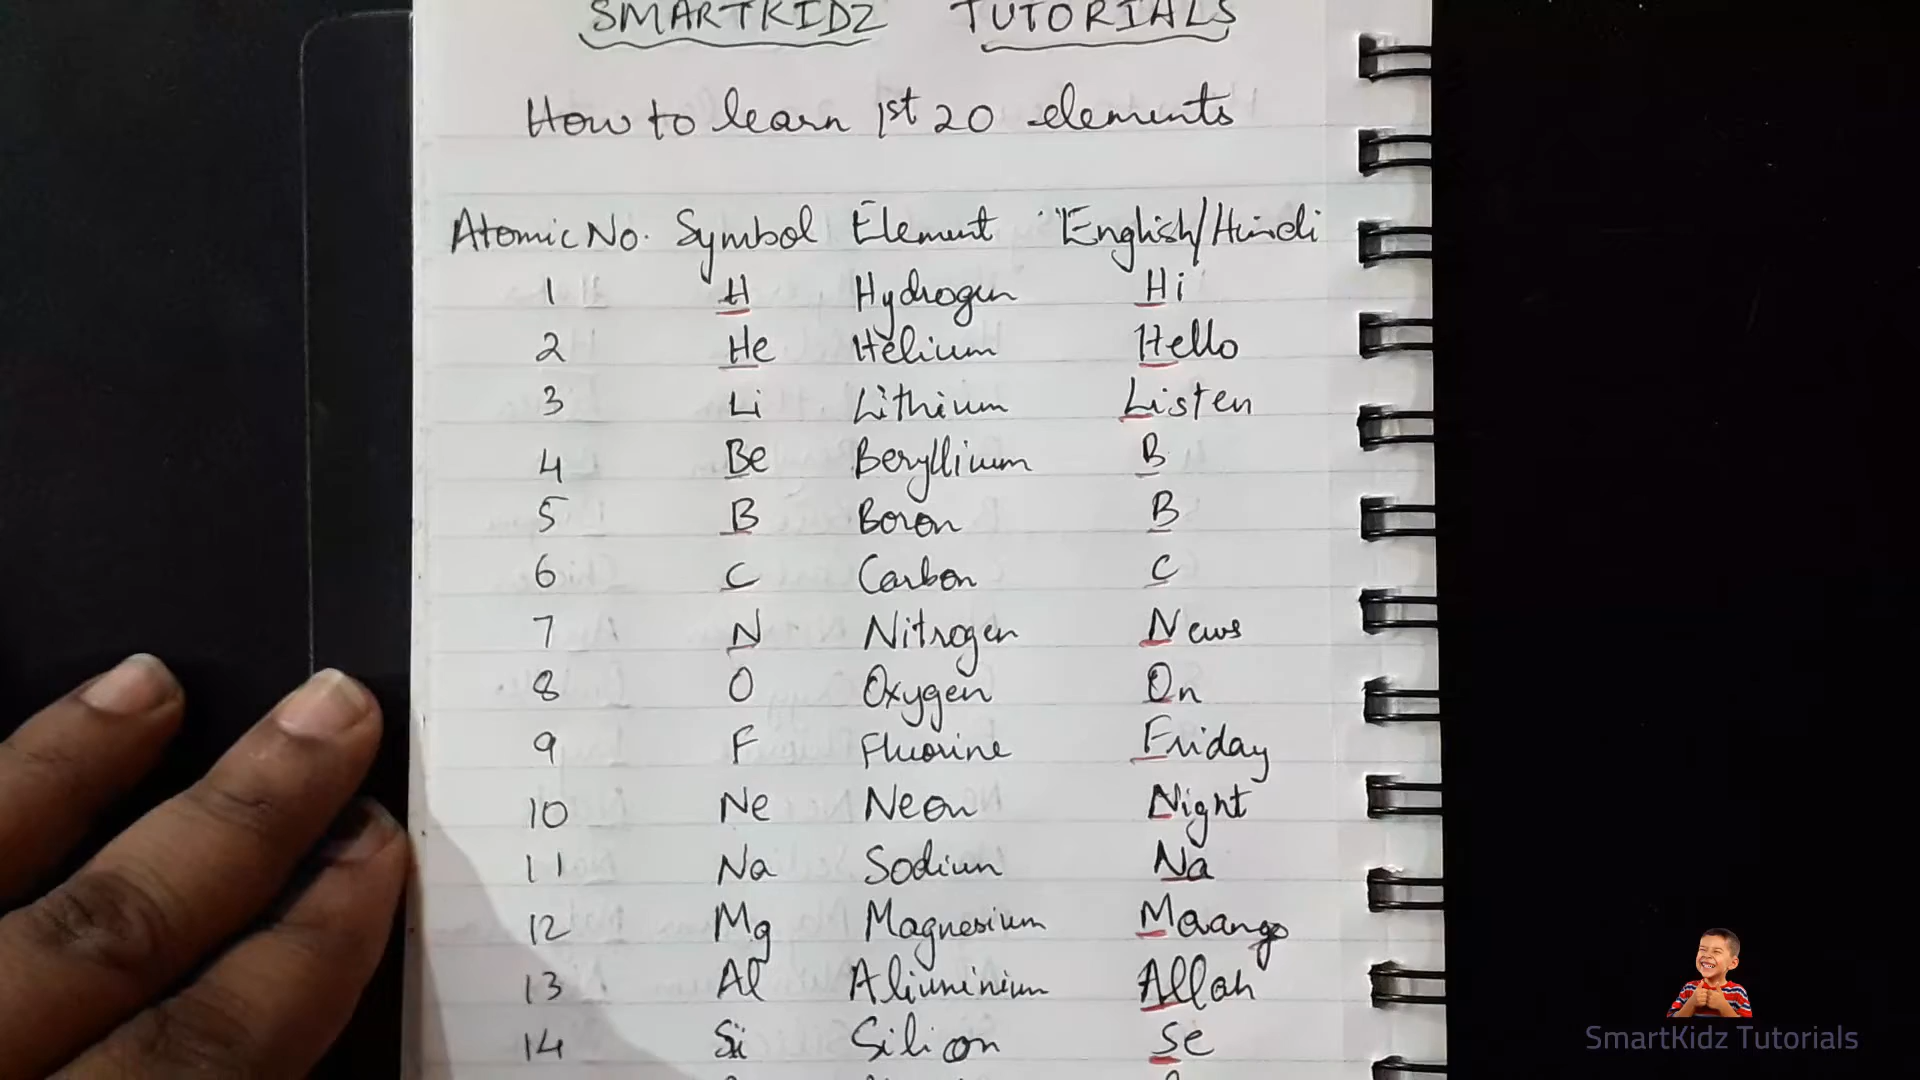 SMARTKIDZ TUTORIALS
How to learn 1st 20 elements
Atomic No. Symbol Element English/Hindi
1 H Hydrogen Hi
2 He Helium Hello
3 Li Lithium Listen
4 Be Beryllium B
5 B Boron B
6 C Carbon C
7 N Nitrogen News
8 O Oxygen On
9 F Fluorine Friday
10 Ne Neon Night
11 Na Sodium Na
12 Mg Magnesium Maango
13 Al Aluminium Allah
14 Si Silicon Se
SmartKidz Tutorials